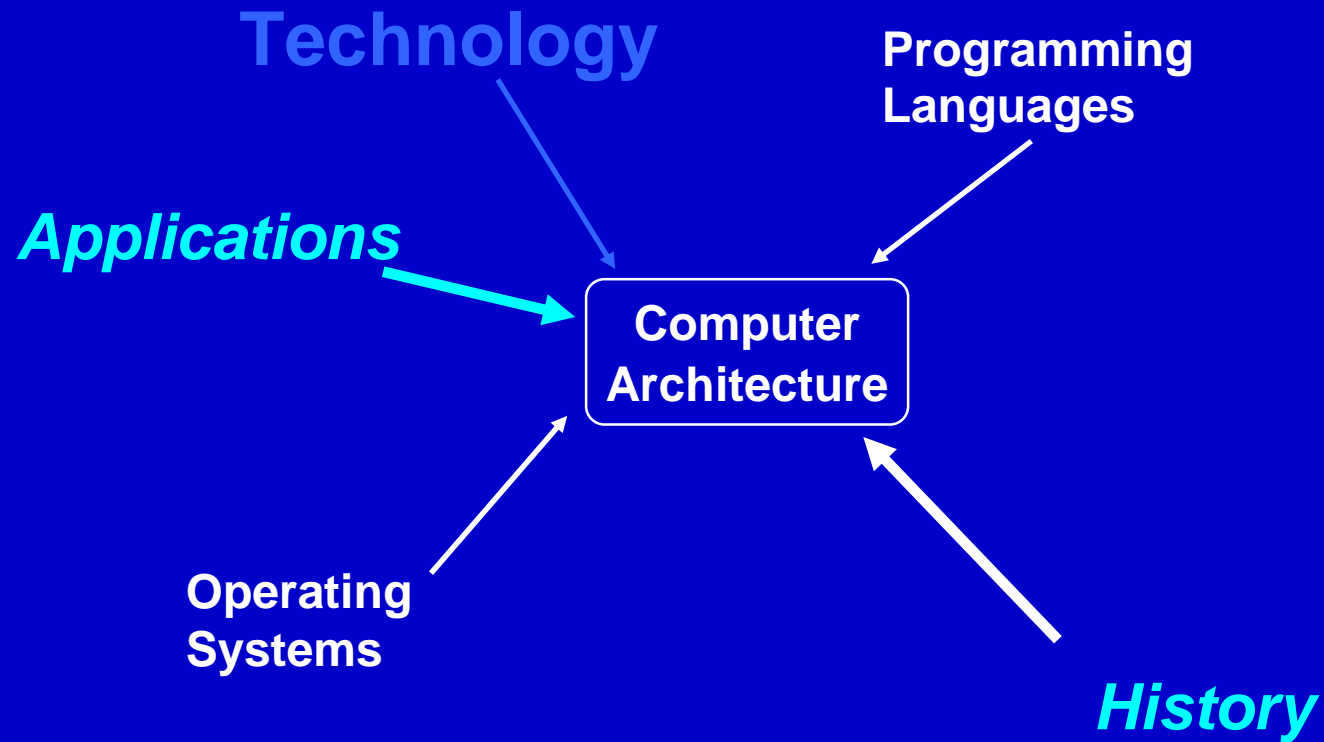 Technology
Programming
Languages
Applications
Computer
Architecture
Operating
Systems
History